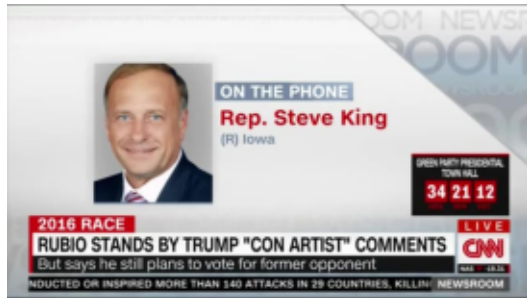 ON THE PHONE
Rep. Steve King
(R) Iowa
GREEN PARTY PRESIDENTIAL
TOWN HALL
34 21 12
2016 RACE
RUBIO STANDS BY TRUMP "CON ARTIST" COMMENTS
But says he still plans to vote for former opponent
LIVE
CNN
NDUCTED OR INSPIRED MORE THAN 140 ATTACKS IN 29 COUNTRIES, KILLIN
NEWSROOM